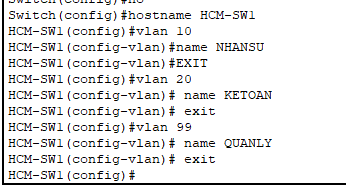 Switch(config)#no
Switch(config)#hostname HCM-SW1
HCM-SW1(config)#vlan 10
HCM-SW1(config-vlan)#name NHANSU
HCM-SW1(config-vlan)#EXIT
HCM-SW1(config)#vlan 20
HCM-SW1(config-vlan)# name KETOAN
HCM-SW1(config-vlan)# exit
HCM-SW1(config)#vlan 99
HCM-SW1(config-vlan)# name QUANLY
HCM-SW1(config-vlan)# exit
HCM-SW1(config)#